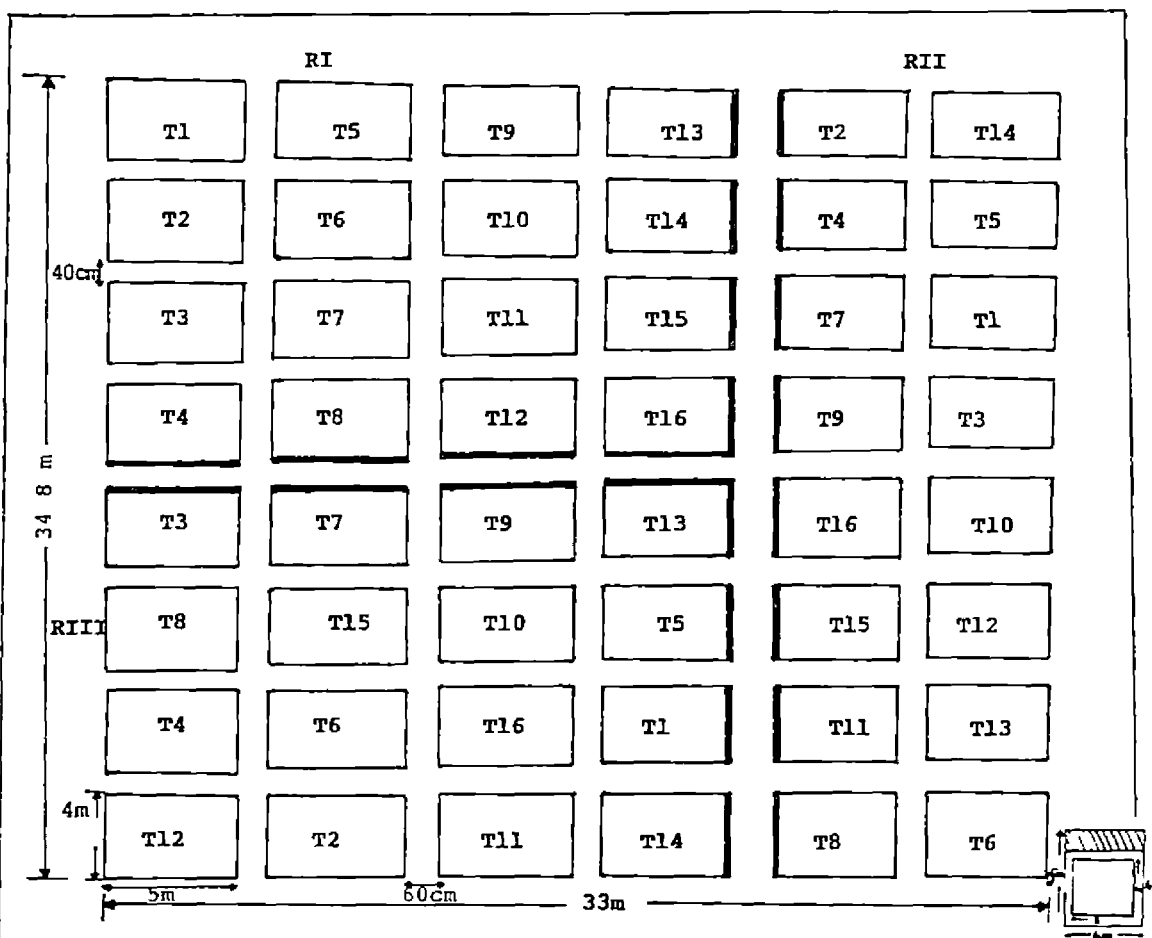 RI RII
T1 T5 T9 T13 T2 T14
T2 T6 T10 T14 T4 T5
40cm
T3 T7 T11 T15 T7 T1
T4 T8 T12 T16 T9 T3
34 8 m
T3 T7 T9 T13 T16 T10
RIII T8 T15 T10 T5 T15 T12
T4 T6 T16 T1 T11 T13
4m
T12 T2 T11 T14 T8 T6
5m 60cm 33m